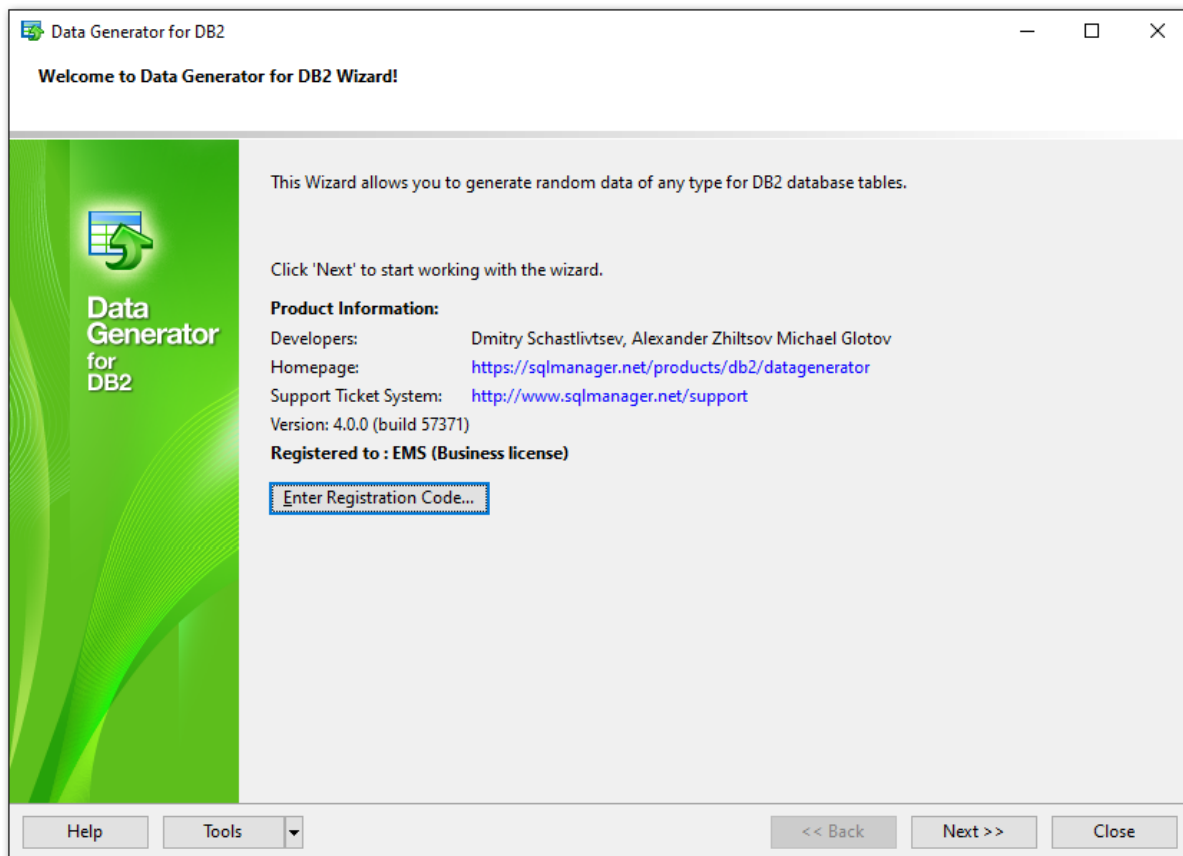 Data Generator for DB2
Welcome to Data Generator for DB2 Wizard!
This Wizard allows you to generate random data of any type for DB2 database tables.
Data
Generator
for
DB2
Click 'Next' to start working with the wizard.
Product Information:
Developers: Dmitry Schastlivtsev, Alexander Zhiltsov Michael Glotov
Homepage: https://sqlmanager.net/products/db2/datagenerator
Support Ticket System: http://www.sqlmanager.net/support
Version: 4.0.0 (build 57371)
Registered to : EMS (Business license)
Enter Registration Code...
Help Tools << Back Next >> Close